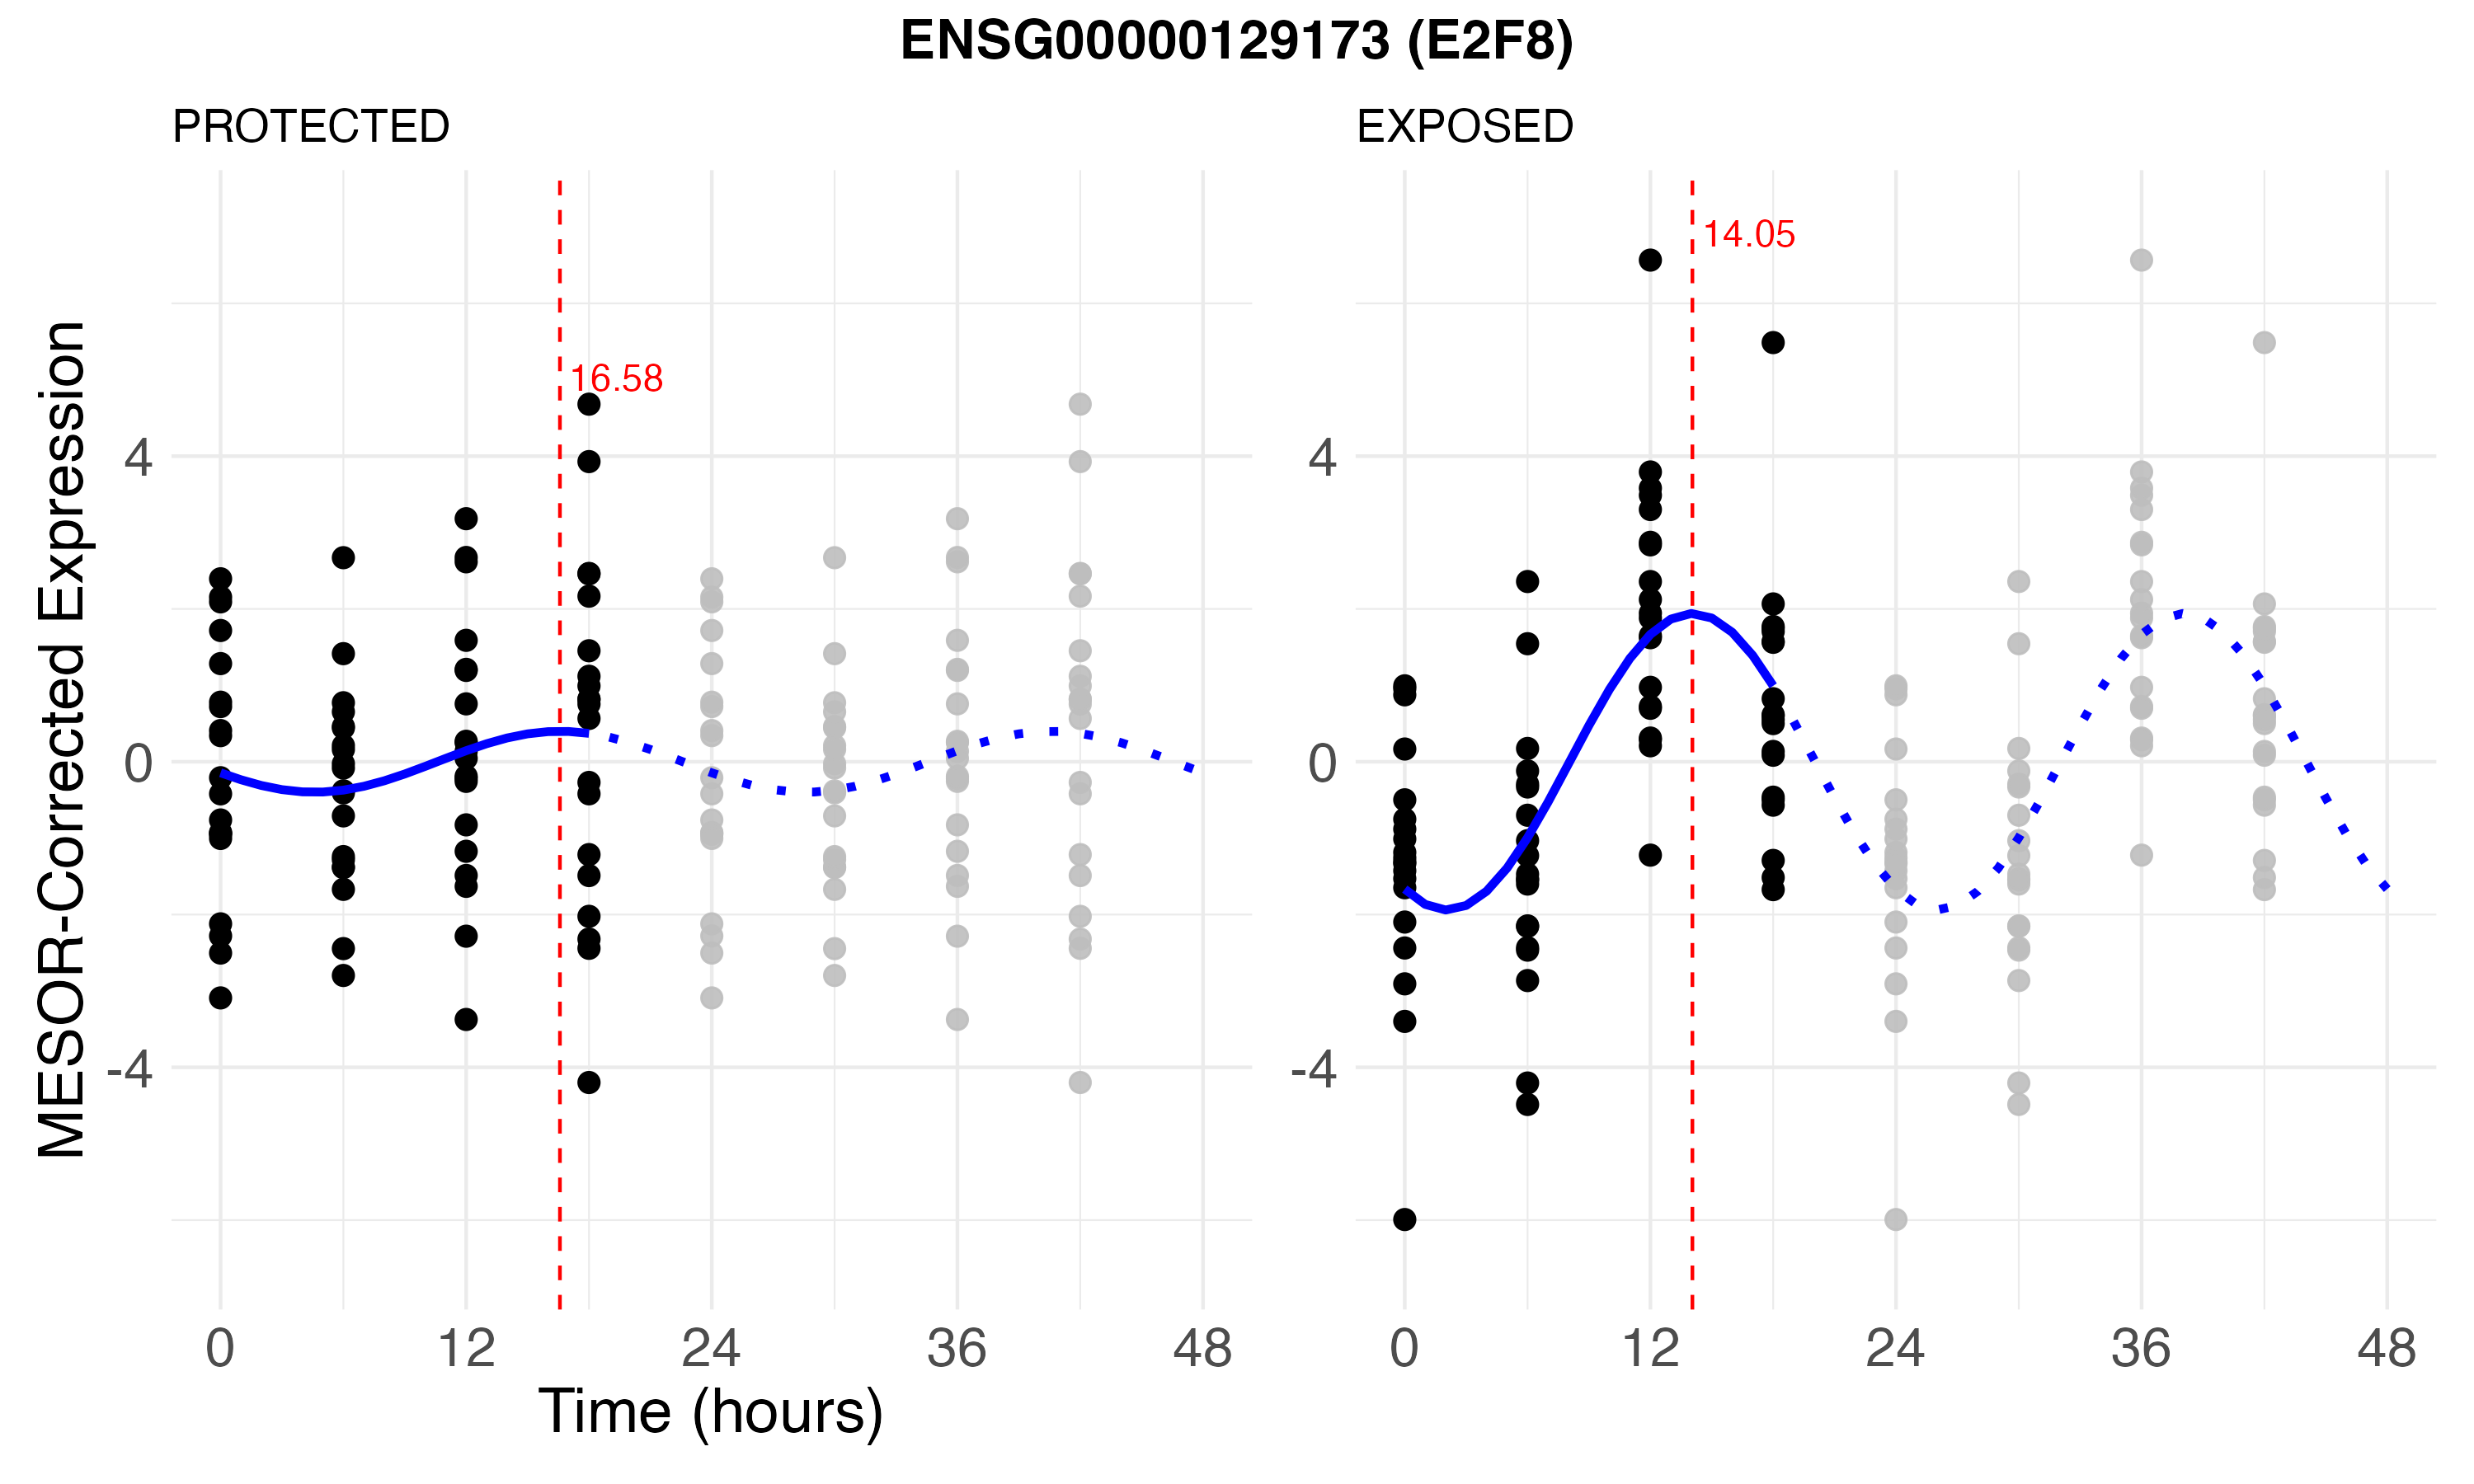 ENSG00000129173 (E2F8)
PROTECTED
EXPOSED
MESOR-Corrected Expression
4
0
-4
16.58
0 12 24 36 48
Time (hours)
4
0
-4
14.05
0 12 24 36 48